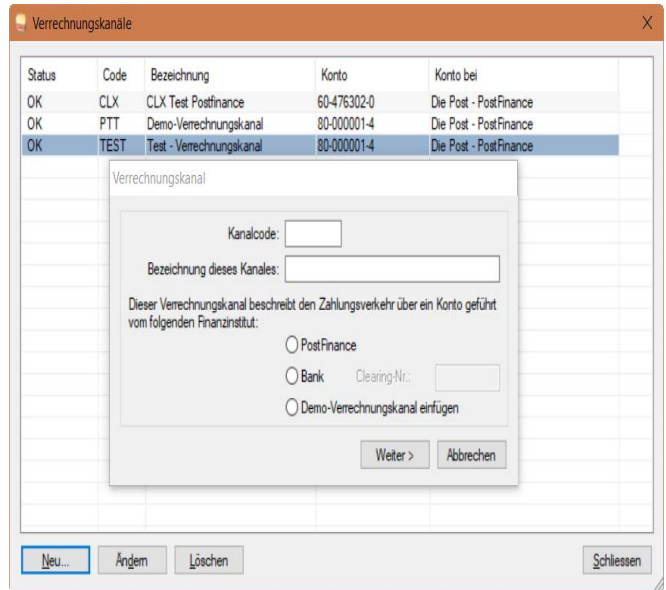 Verrechnungskanäle X
Status Code Bezeichnung Konto Konto bei
OK CLX CLX Test Postfinance 60-476302-0 Die Post - PostFinance
OK PTT Demo-Verrechnungskanal 80-000001-4 Die Post - PostFinance
OK TEST Test - Verrechnungskanal 80-000001-4 Die Post - PostFinance
Verrechnungskanal
Kanalcode:
Bezeichnung dieses Kanales:
Dieser Verrechnungskanal beschreibt den Zahlungsverkehr über ein Konto geführt
vom folgenden Finanzinstitut:
PostFinance
Bank Clearing-Nr.:
Demo-Verrechnungskanal einfügen
Weiter > Abbrechen
Neu... Ändern Löschen Schliessen